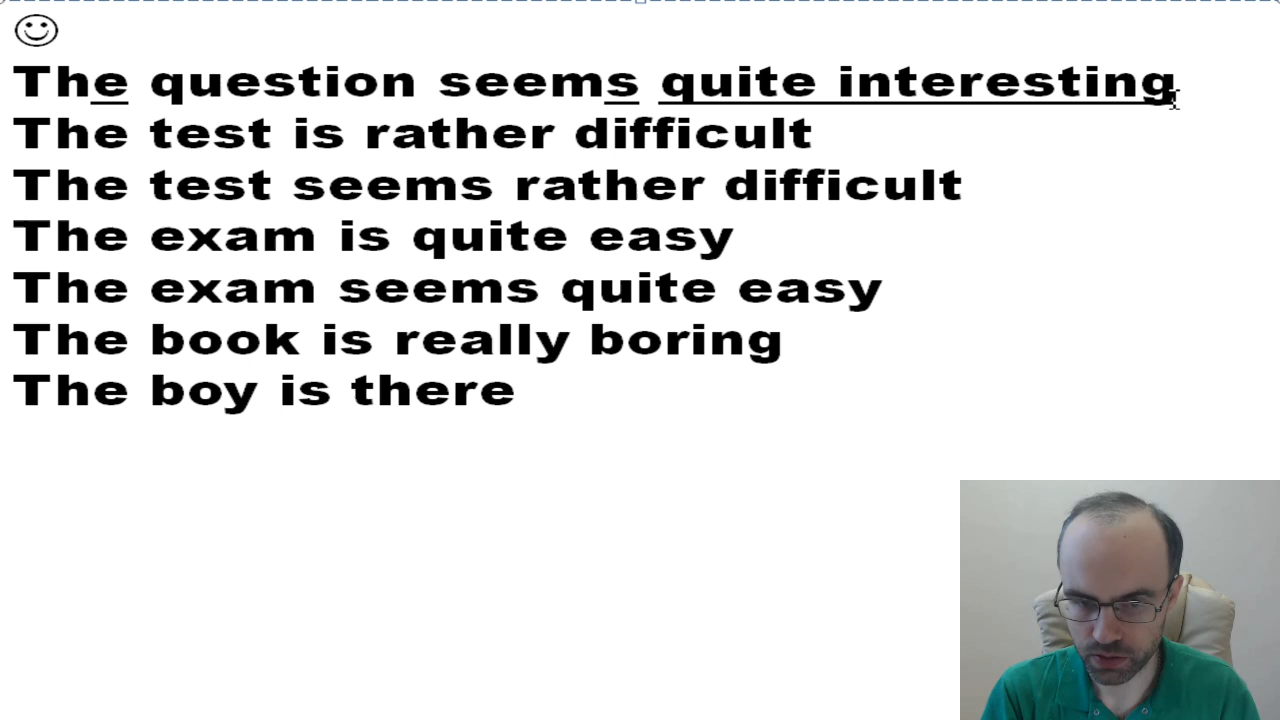 The question seems quite interesting
The test is rather difficult
The test seems rather difficult
The exam is quite easy
The exam seems quite easy
The book is really boring
The boy is there